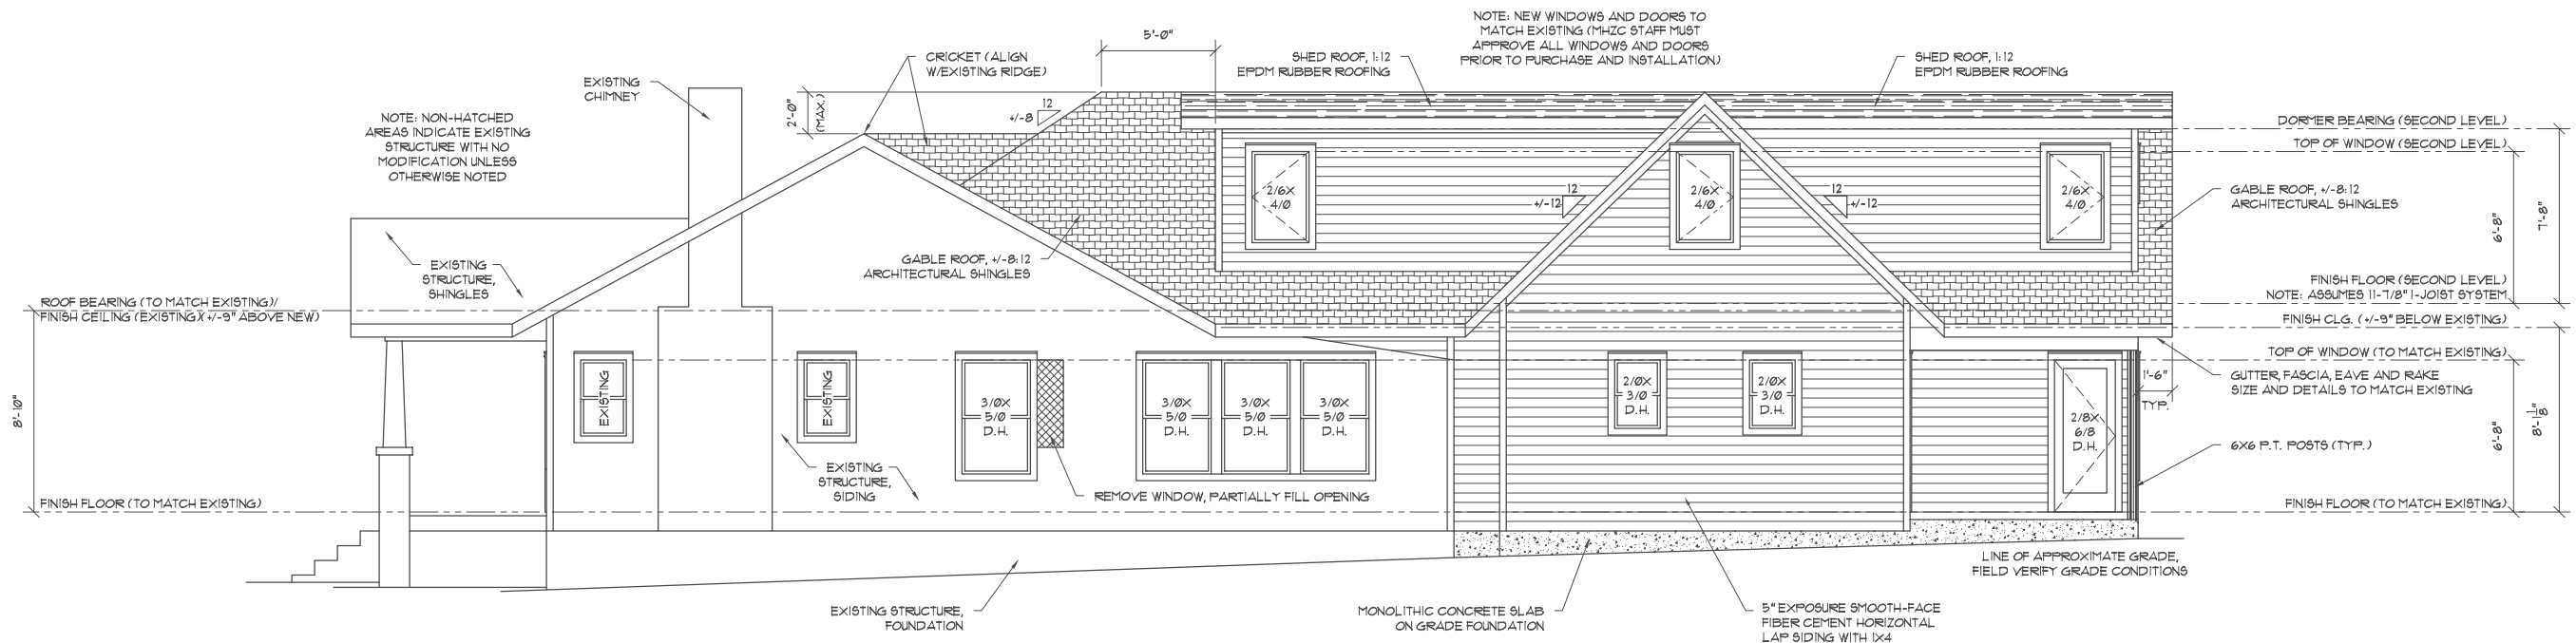 NOTE: NEW WINDOWS AND DOORS TO
MATCH EXISTING (MHZC STAFF MUST
APPROVE ALL WINDOWS AND DOORS
PRIOR TO PURCHASE AND INSTALLATION)
5'-0"
CRICKET (ALIGN
W/EXISTING RIDGE)
SHED ROOF, 1:12
EPDM RUBBER ROOFING
SHED ROOF, 1:12
EPDM RUBBER ROOFING
EXISTING
CHIMNEY
2'-0"
(MAX.)
12
+/-8
NOTE: NON-HATCHED
AREAS INDICATE EXISTING
STRUCTURE WITH NO
MODIFICATION UNLESS
OTHERWISE NOTED
DORMER BEARING (SECOND LEVEL)
TOP OF WINDOW (SECOND LEVEL)
2/6X
4/0
12
+/-12
2/6X
4/0
12
+/-12
2/6X
4/0
GABLE ROOF, +/-8:12
ARCHITECTURAL SHINGLES
6'-8"
7'-8"
GABLE ROOF, +/-8:12
ARCHITECTURAL SHINGLES
EXISTING
STRUCTURE,
SHINGLES
FINISH FLOOR (SECOND LEVEL)
NOTE: ASSUMES 11-7/8" I-JOIST SYSTEM
ROOF BEARING (TO MATCH EXISTING)/
FINISH CEILING (EXISTING)( +/-9" ABOVE NEW)
FINISH CLG. (+/-9" BELOW EXISTING)
TOP OF WINDOW (TO MATCH EXISTING)
8'-10"
EXISTING
EXISTING
3/0X
5/0
D.H.
3/0X
5/0
D.H.
3/0X
5/0
D.H.
3/0X
5/0
D.H.
2/0X
3/0
D.H.
2/0X
3/0
D.H.
2/8X
6/8
D.H.
1'-6"
TYP.
GUTTER, FASCIA, EAVE AND RAKE
SIZE AND DETAILS TO MATCH EXISTING
6'-8"
8'-1 1/8"
6X6 P.T. POSTS (TYP.)
EXISTING
STRUCTURE,
SIDING
REMOVE WINDOW, PARTIALLY FILL OPENING
FINISH FLOOR (TO MATCH EXISTING)
FINISH FLOOR (TO MATCH EXISTING)
LINE OF APPROXIMATE GRADE,
FIELD VERIFY GRADE CONDITIONS
EXISTING STRUCTURE,
FOUNDATION
MONOLITHIC CONCRETE SLAB
ON GRADE FOUNDATION
5" EXPOSURE SMOOTH-FACE
FIBER CEMENT HORIZONTAL
LAP SIDING WITH 1X4